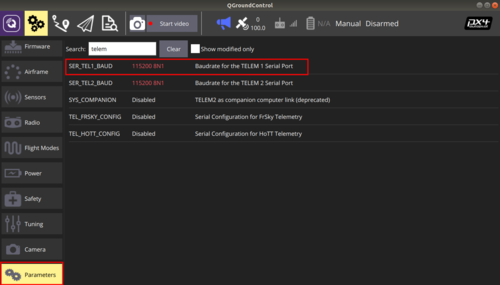 QGroundControl
Start video
0
100.0
N/A
Manual
Disarmed
px4
Firmware
Airframe
Sensors
Radio
Flight Modes
Power
Safety
Tuning
Camera
Parameters
Search: telem Clear Show modified only
SER_TEL1_BAUD 115200 8N1 Baudrate for the TELEM 1 Serial Port
SER_TEL2_BAUD 115200 8N1 Baudrate for the TELEM 2 Serial Port
SYS_COMPANION Disabled TELEM2 as companion computer link (deprecated)
TEL_FRSKY_CONFIG Disabled Serial Configuration for FrSky Telemetry
TEL_HOTT_CONFIG Disabled Serial Configuration for HoTT Telemetry